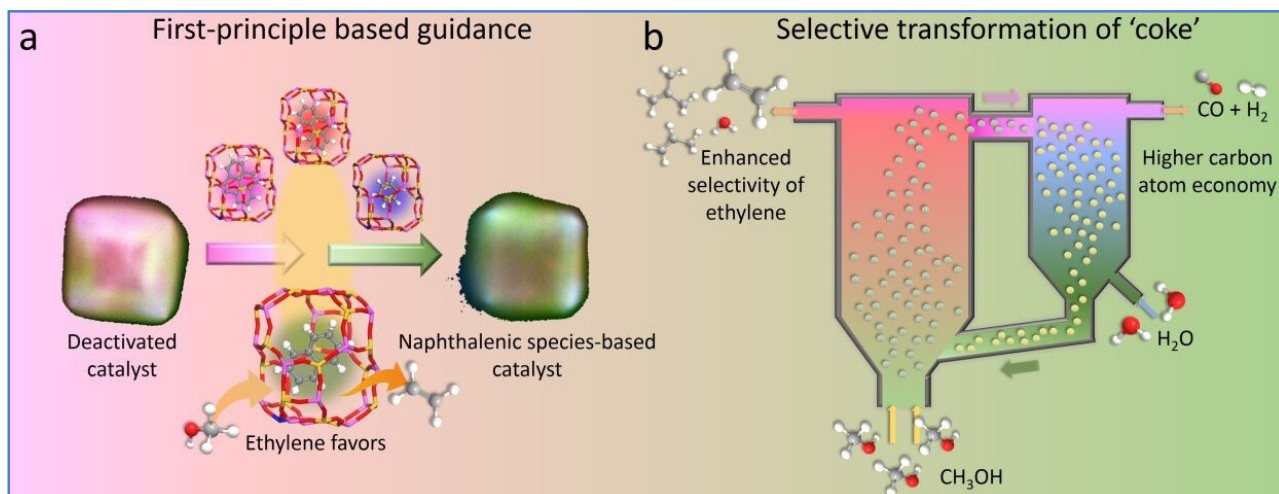 a
First-principle based guidance
Deactivated
catalyst
Naphthalenic species-based
catalyst
Ethylene favors
b
Selective transformation of ‘coke’
Enhanced
selectivity of
ethylene
CO + H₂
Higher carbon
atom economy
H₂O
CH₃OH